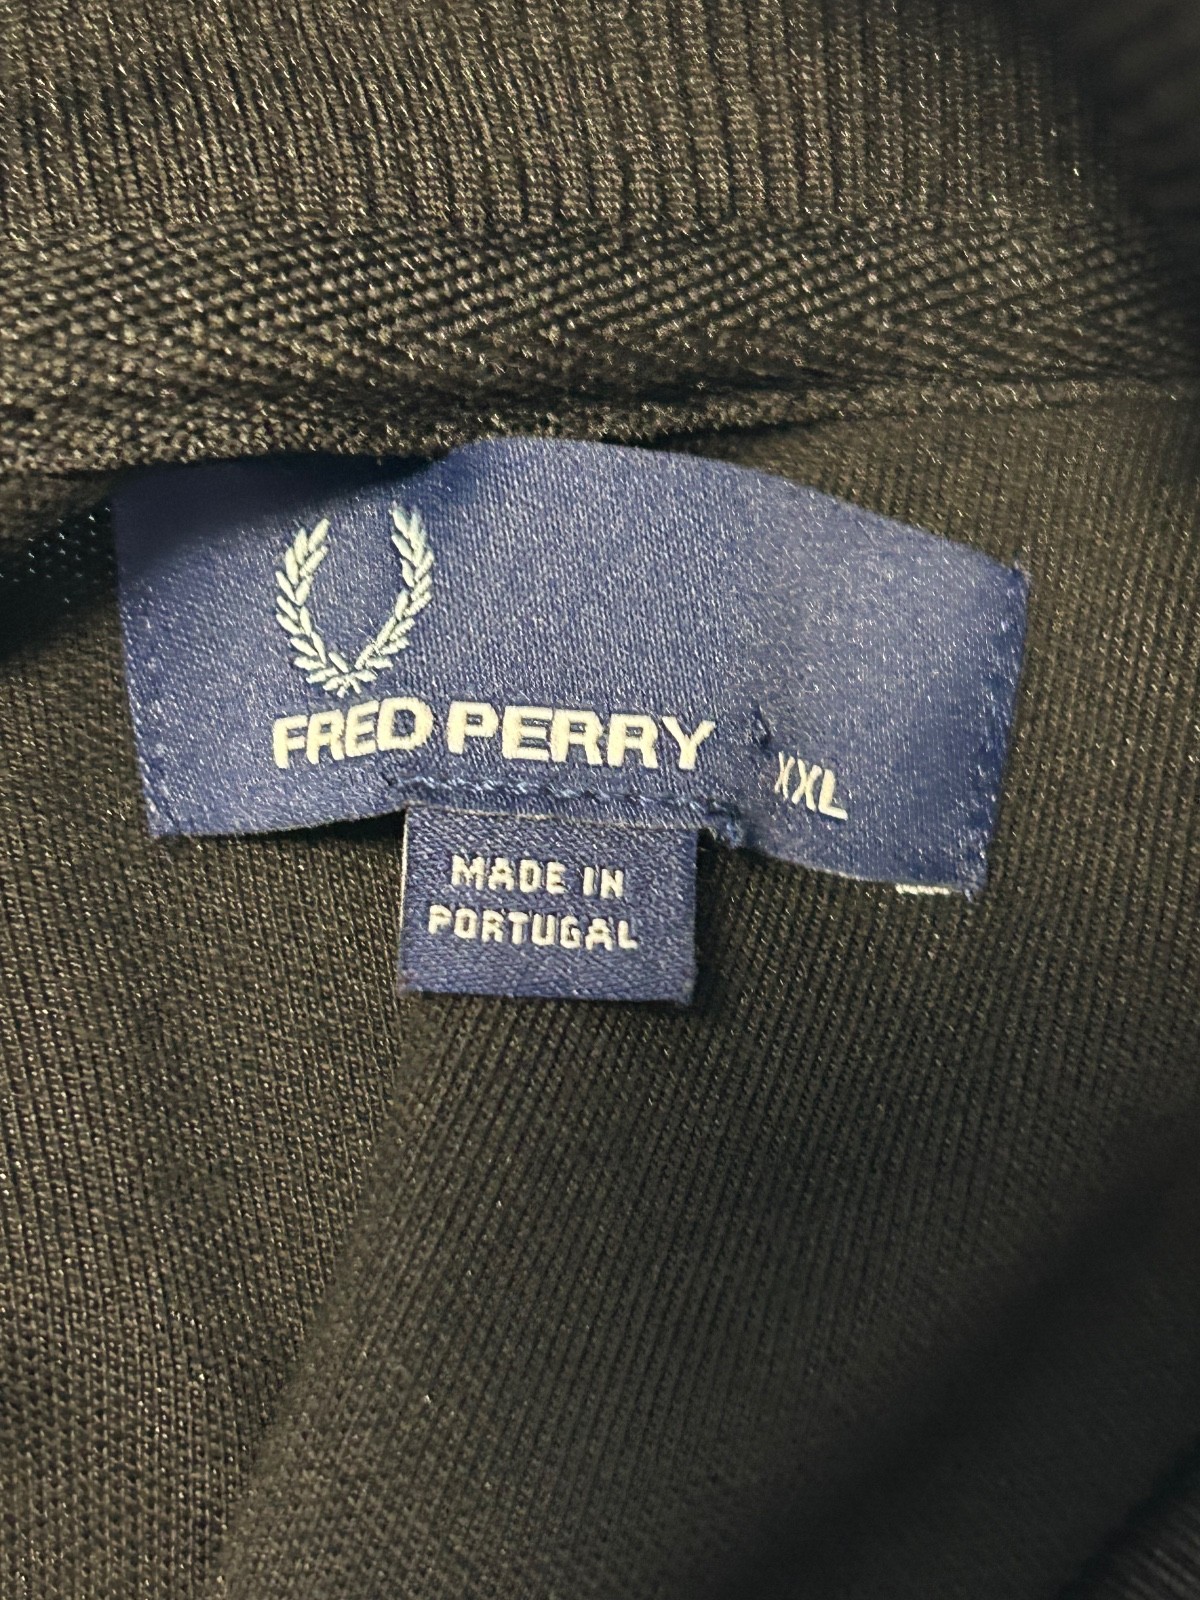 FRED PERRY
XXL
MADE IN
PORTUGAL